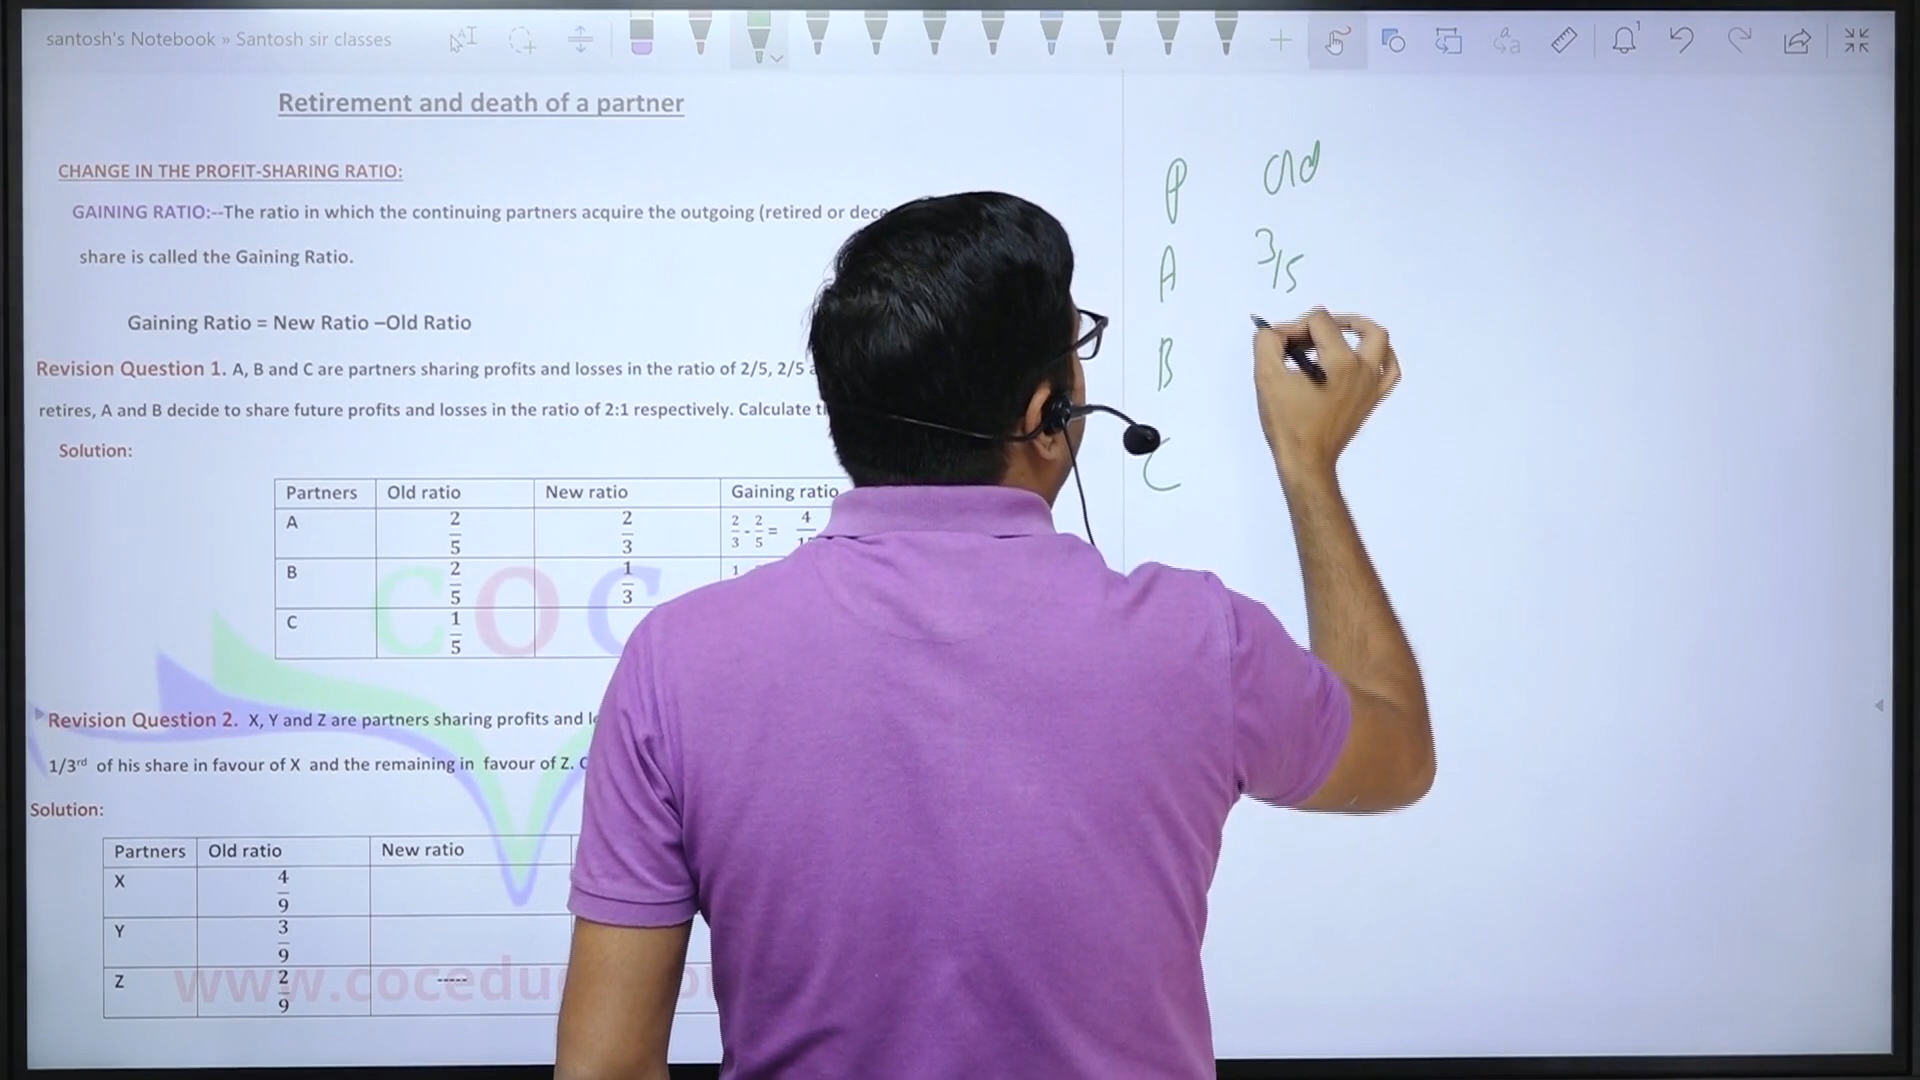 santosh's Notebook » Santosh sir classes
Retirement and death of a partner
CHANGE IN THE PROFIT-SHARING RATIO:
GAINING RATIO:--The ratio in which the continuing partners acquire the outgoing (retired or dece
share is called the Gaining Ratio.
Gaining Ratio = New Ratio –Old Ratio
Revision Question 1. A, B and C are partners sharing profits and losses in the ratio of 2/5, 2/5
retires, A and B decide to share future profits and losses in the ratio of 2:1 respectively. Calculate
Solution:
Partners Old ratio New ratio Gaining ratio
A 2/5 2/3 2/3 - 2/5 = 4/
B 2/5 1/3 1
C 1/5
COC
Revision Question 2. X, Y and Z are partners sharing profits and
1/3rd of his share in favour of X and the remaining in favour of Z.
Solution:
Partners Old ratio New ratio
X 4/9
Y 3/9
Z 2/9 -----
www.cocedu
P Old
A 3/5
B
C